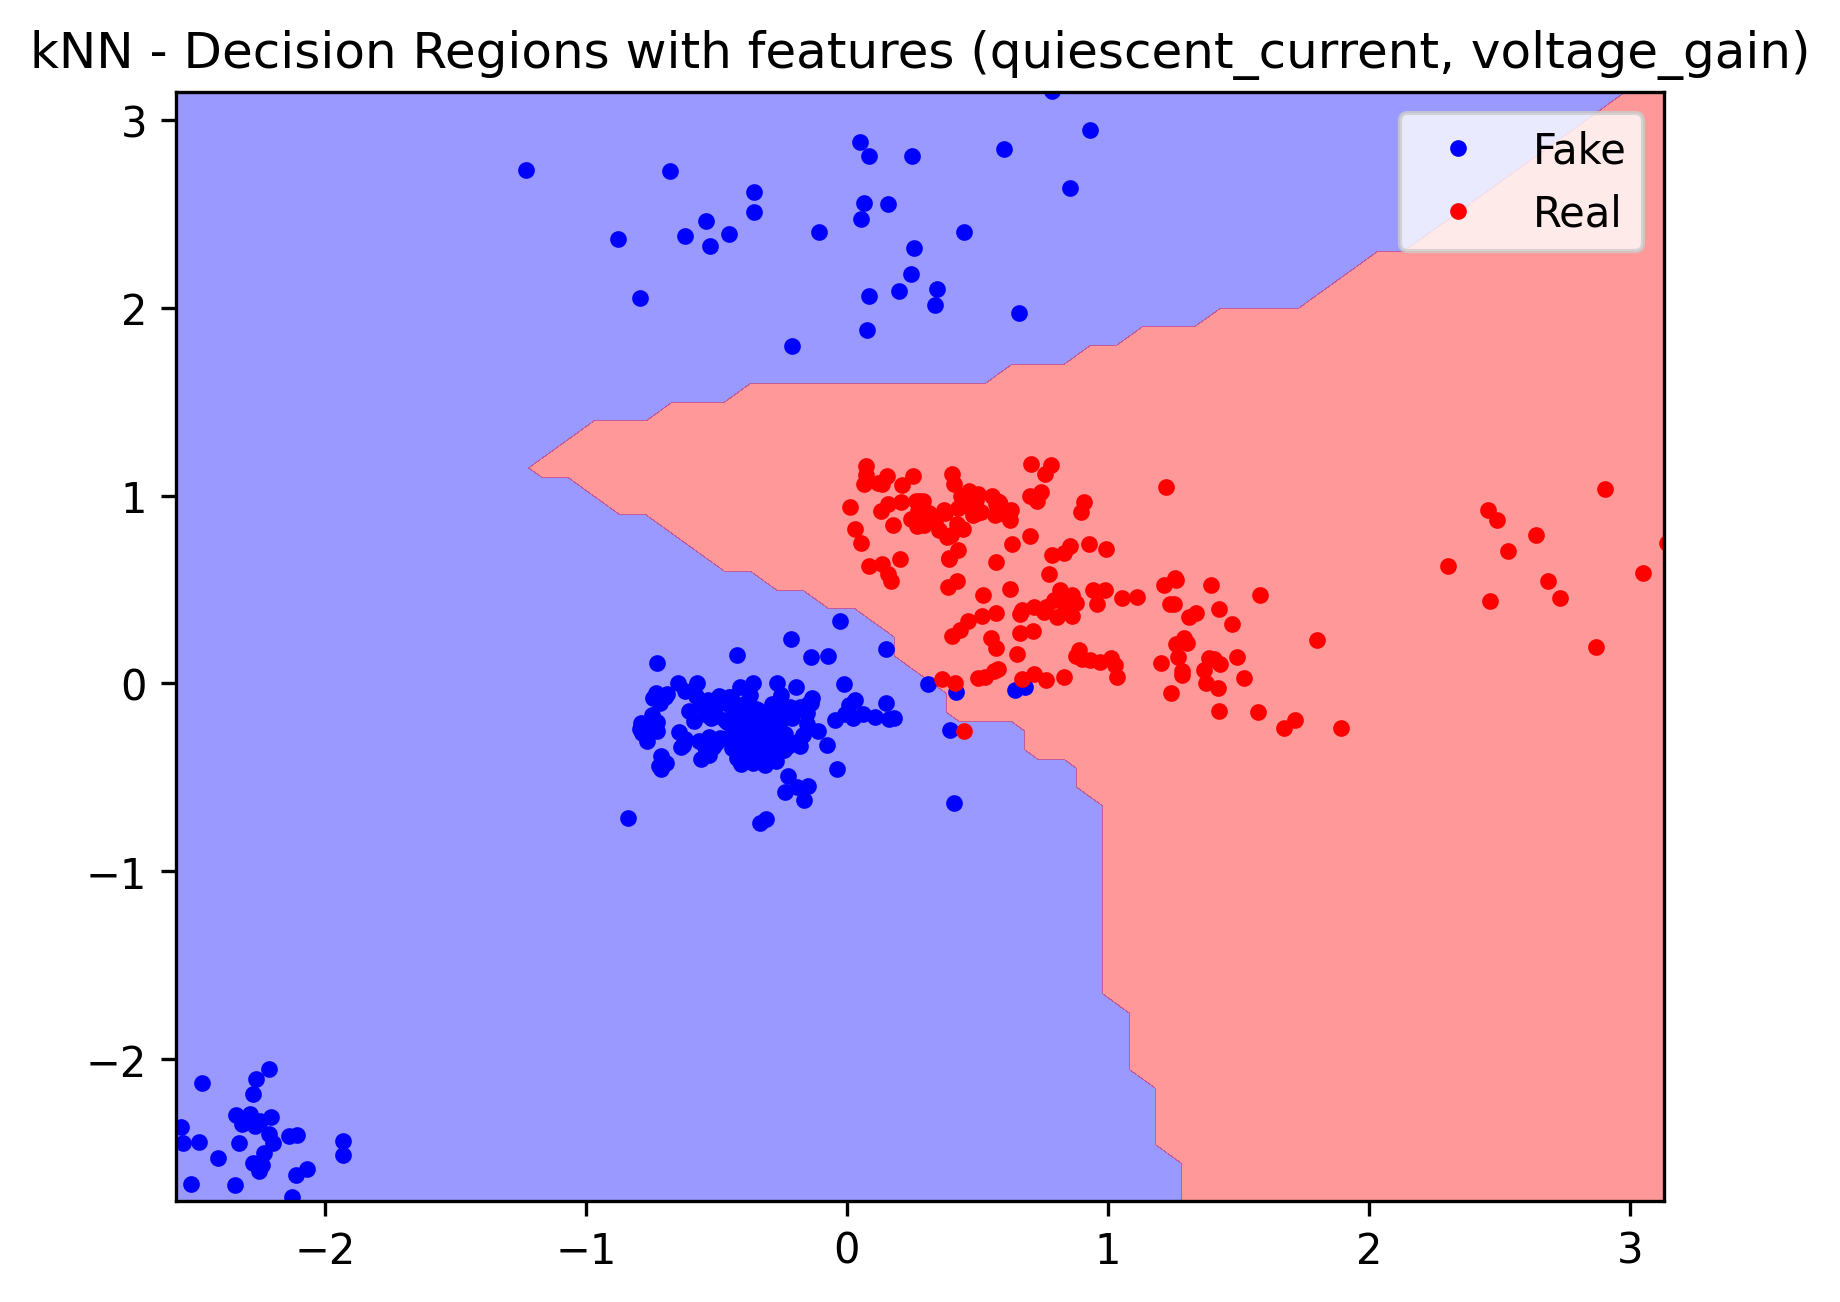 kNN - Decision Regions with features (quiescent_current, voltage_gain)
Fake
Real
3
2
1
0
−1
−2
−2 −1 0 1 2 3